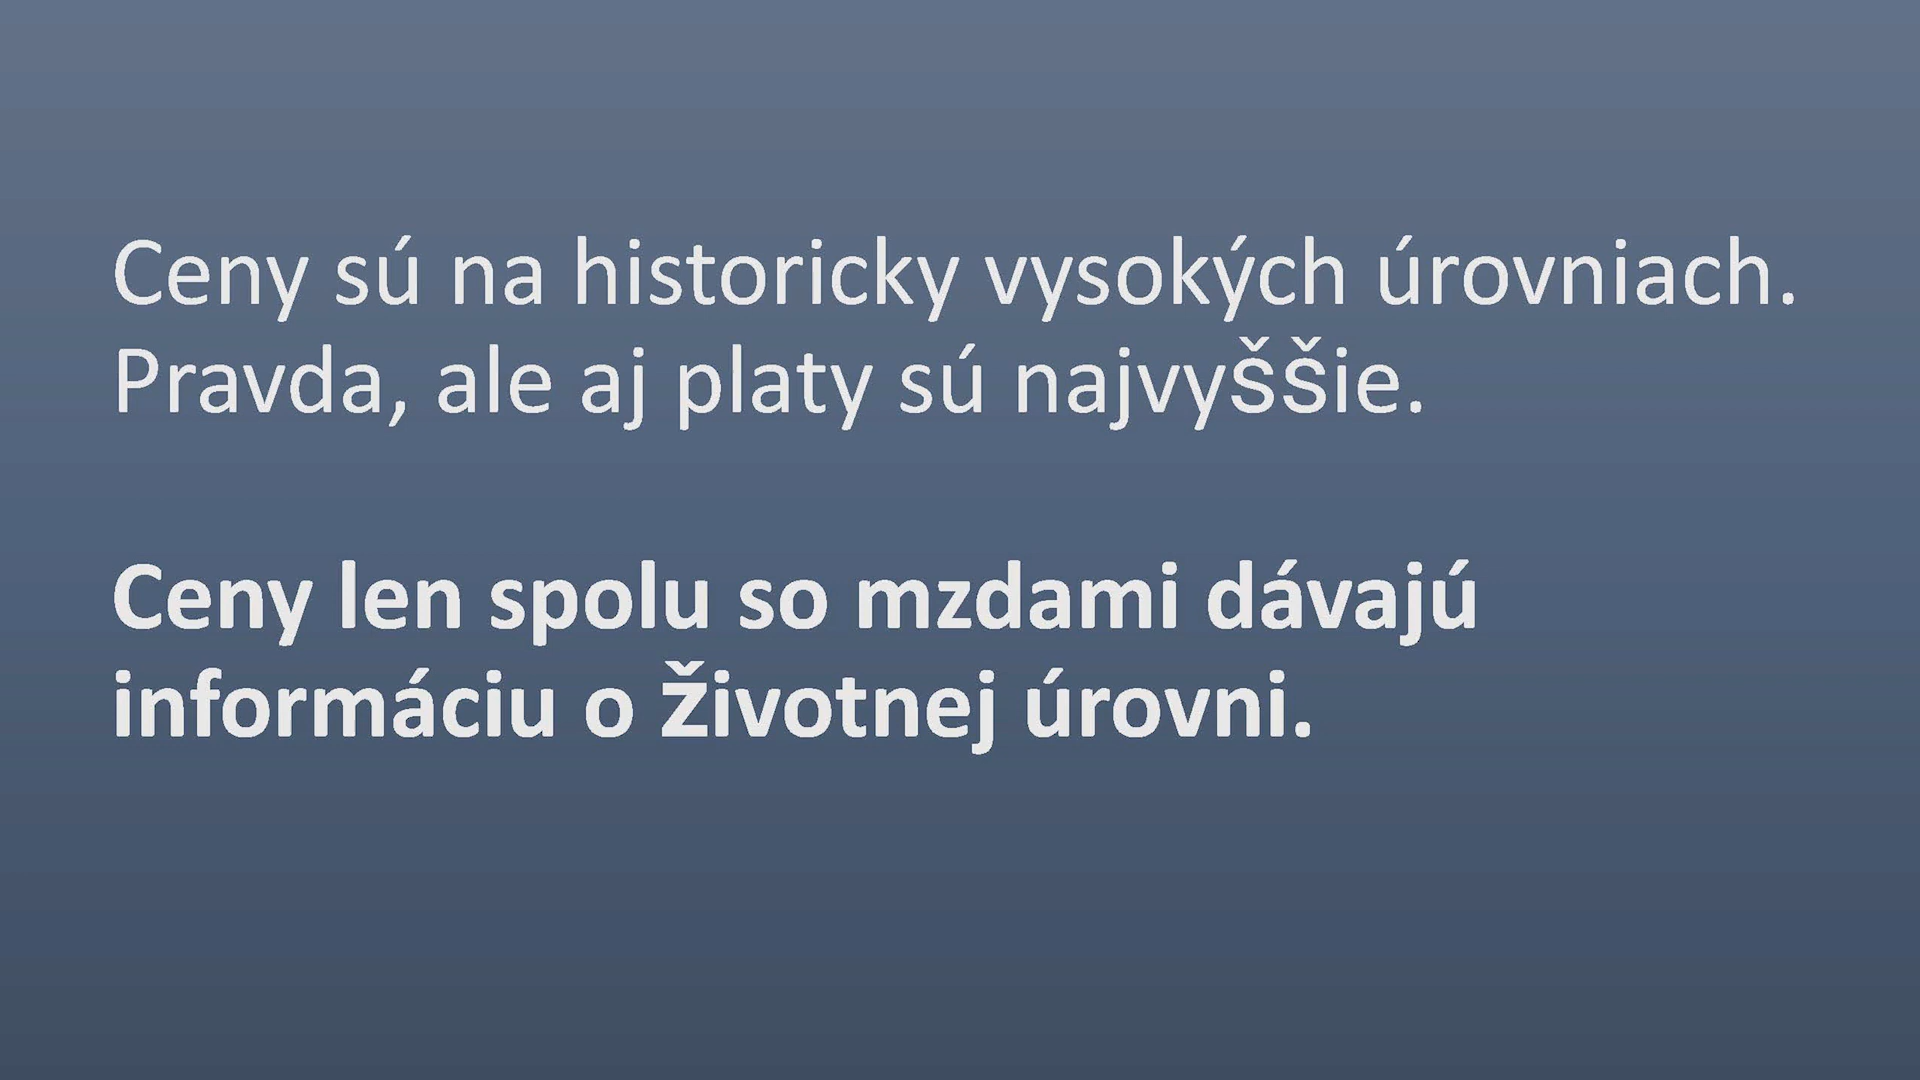 Ceny sú na historicky vysokých úrovniach.
Pravda, ale aj platy sú najvyššie.
Ceny len spolu so mzdami dávajú
informáciu o životnej úrovni.